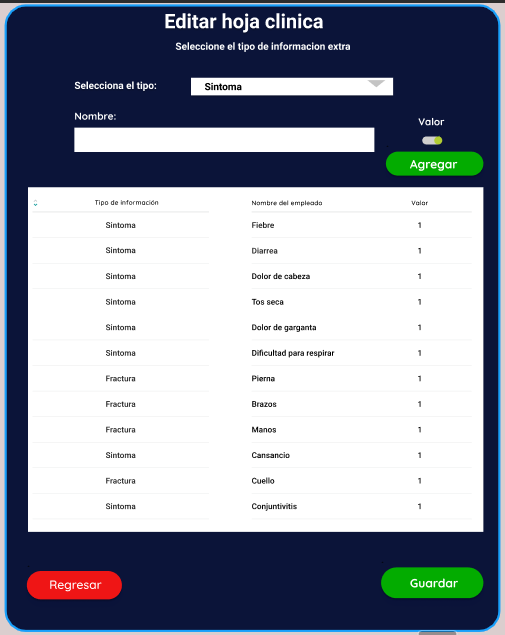 Editar hoja clinica
Seleccione el tipo de informacion extra
Selecciona el tipo: Sintoma
Nombre:
Valor
Agregar
Tipo de información Nombre del empleado Valor
Sintoma Fiebre 1
Sintoma Diarrea 1
Sintoma Dolor de cabeza 1
Sintoma Tos seca 1
Sintoma Dolor de garganta 1
Sintoma Dificultad para respirar 1
Fractura Pierna 1
Fractura Brazos 1
Fractura Manos 1
Sintoma Cansancio 1
Fractura Cuello 1
Sintoma Conjuntivitis 1
Regresar Guardar